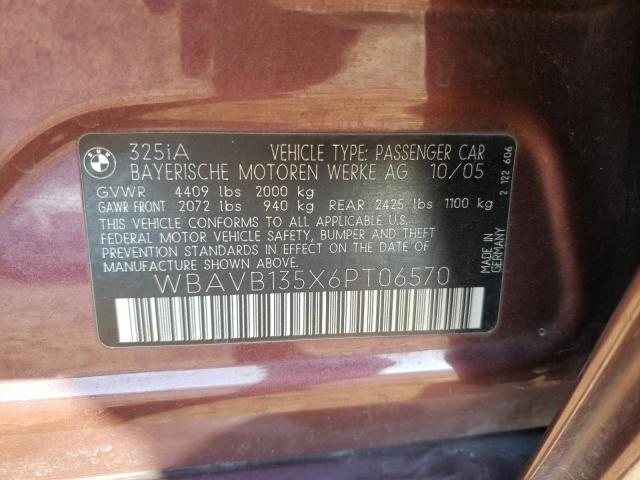 BMW
325iA VEHICLE TYPE: PASSENGER CAR
BAYERISCHE MOTOREN WERKE AG 10/05
GVWR 4409 lbs 2000 kg
GAWR FRONT 2072 lbs 940 kg REAR 2425 lbs 1100 kg
THIS VEHICLE CONFORMS TO ALL APPLICABLE U.S.
FEDERAL MOTOR VEHICLE SAFETY, BUMPER AND THEFT
PREVENTION STANDARDS IN EFFECT ON THE DATE
OF MANUFACTURE SHOWN ABOVE.
WBAVB135X6PT06570
MADE IN GERMANY
2 122 606